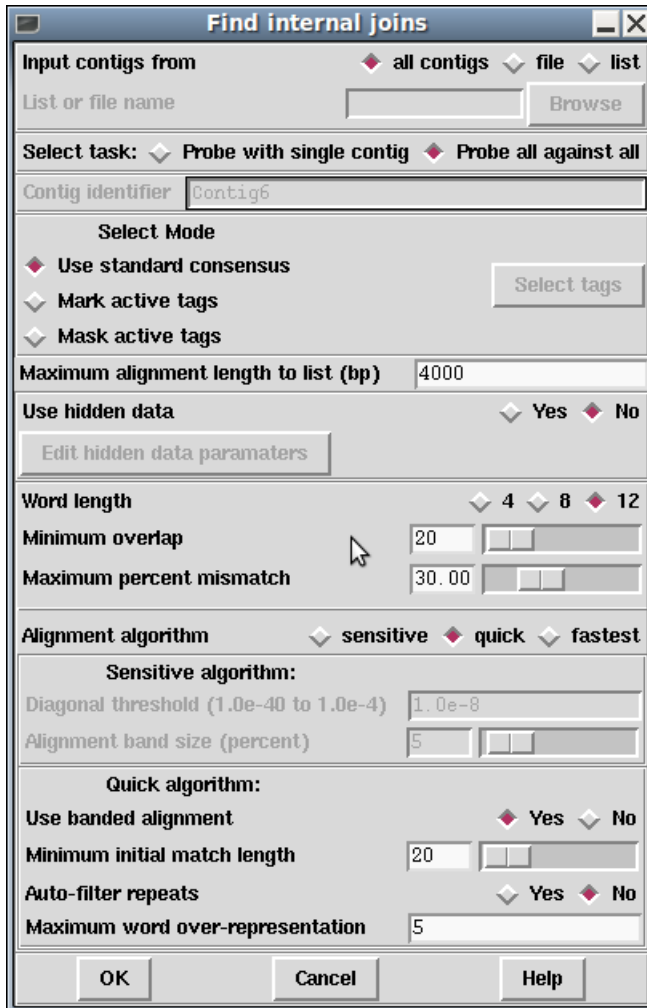 Find internal joins
Input contigs from all contigs file list
List or file name Browse
Select task: Probe with single contig Probe all against all
Contig identifier Contig6
Select Mode
Use standard consensus
Select tags
Mark active tags
Mask active tags
Maximum alignment length to list (bp) 4000
Use hidden data Yes No
Edit hidden data paramaters
Word length 4 8 12
Minimum overlap 20
Maximum percent mismatch 30.00
Alignment algorithm sensitive quick fastest
Sensitive algorithm:
Diagonal threshold (1.0e-40 to 1.0e-4) 1.0e-8
Alignment band size (percent) 5
Quick algorithm:
Use banded alignment Yes No
Minimum initial match length 20
Auto-filter repeats Yes No
Maximum word over-representation 5
OK Cancel Help